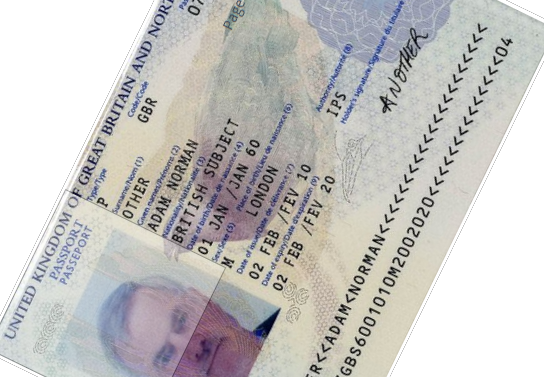 UNITED KINGDOM OF GREAT BRITAIN AND NOR
PASSPORT
PASSEPORT
Type/Type
P
Code/Code
GBR
07
Page
Surname/Nom (1)
OTHER
Given names/Prénoms (2)
ADAM NORMAN
Nationality/Nationalité (3)
BRITISH SUBJECT
Date of birth/Date de naissance (4)
01 JAN /JAN 60
Sex/Sexe (5)
M
Place of birth/Lieu de naissance (6)
LONDON
Date of issue/Date de délivrance (7)
02 FEB /FEV 10
Authority/Autorité (8)
IPS
Date of expiry/Date d'expiration (9)
02 FEB /FEV 20
Holder's signature/Signature du titulaire
ANOTHER
R<<ADAM<NORMAN<<<<<<<<<<<<<<<<<<<
GBS6001010M2002020<<<<<<<<<<<<<<04